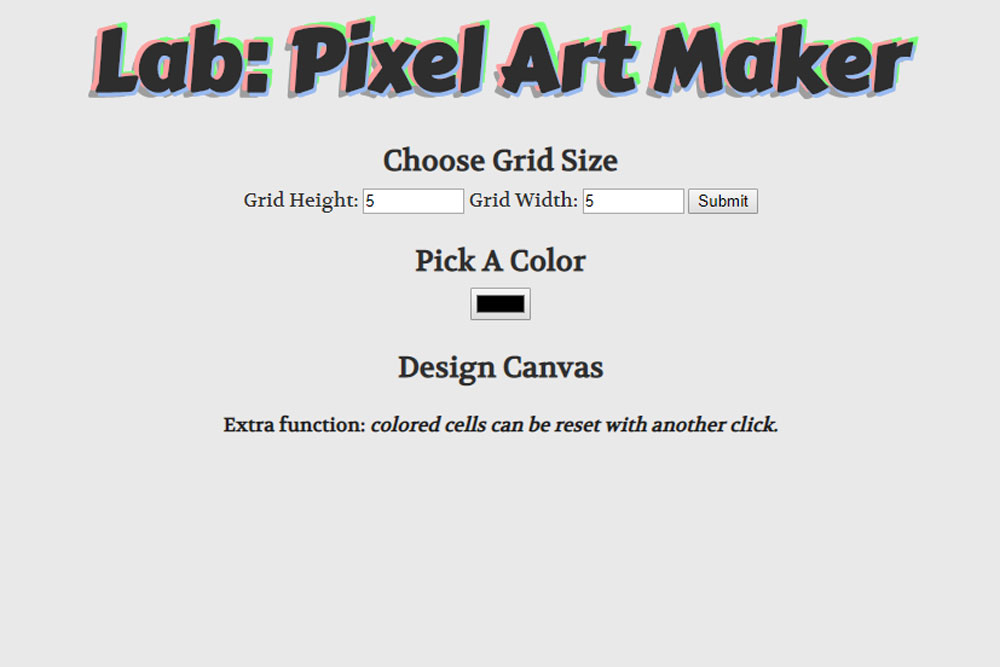 Lab: Pixel Art Maker
Choose Grid Size
Grid Height: 5 Grid Width: 5 Submit
Pick A Color
Design Canvas
Extra function: colored cells can be reset with another click.